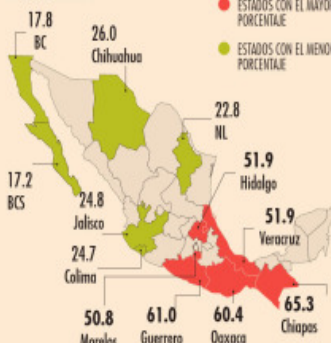 17.8
BC
26.0
Chihuahua
ESTADOS CON EL MAYOR
PORCENTAJE
ESTADOS CON EL MENOR
PORCENTAJE
22.8
NL
51.9
Hidalgo
17.2
BCS
24.8
Jalisco
51.9
Veracruz
24.7
Colima
50.8
Morelos
61.0
Guerrero
60.4
Oaxaca
65.3
Chiapas